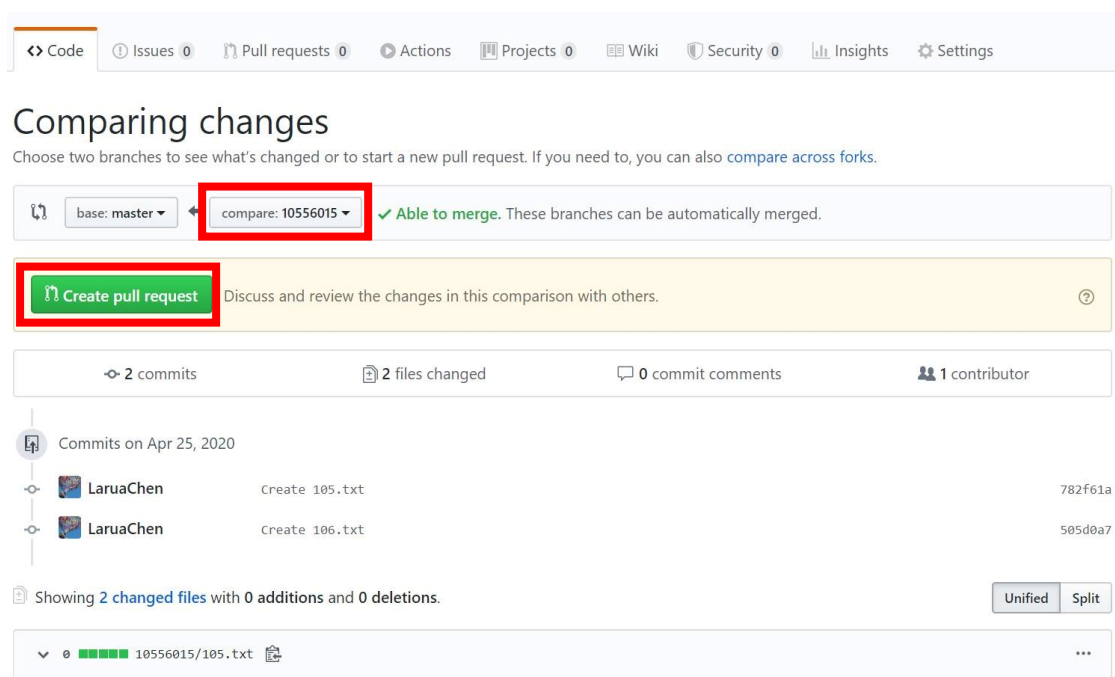 <> Code Issues 0 Pull requests 0 Actions Projects 0 Wiki Security 0 Insights Settings
Comparing changes
Choose two branches to see what's changed or to start a new pull request. If you need to, you can also compare across forks.
base: master compare: 10556015 Able to merge. These branches can be automatically merged.
Create pull request Discuss and review the changes in this comparison with others.
2 commits 2 files changed 0 commit comments 1 contributor
Commits on Apr 25, 2020
LaruaChen Create 105.txt 782f61a
LaruaChen Create 106.txt 505d0a7
Showing 2 changed files with 0 additions and 0 deletions. Unified Split
0 10556015/105.txt ...